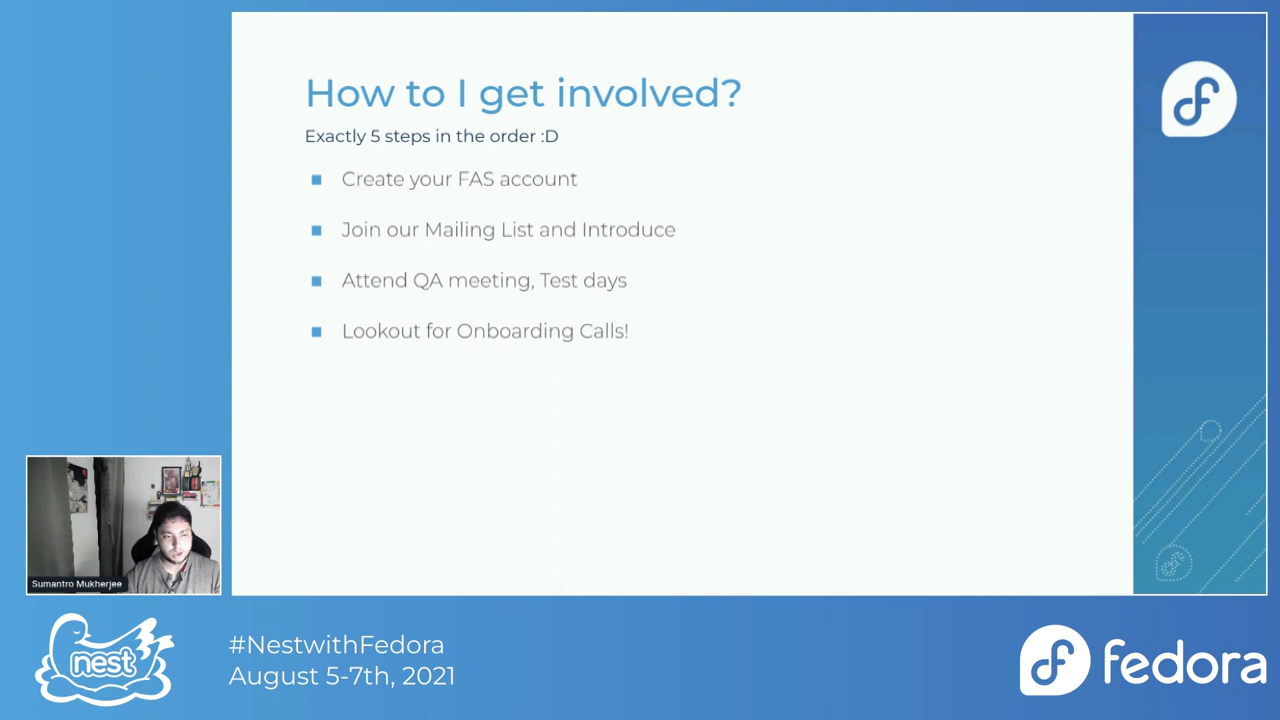 How to I get involved?
Exactly 5 steps in the order :D
Create your FAS account
Join our Mailing List and Introduce
Attend QA meeting, Test days
Lookout for Onboarding Calls!
Sumantro Mukherjee
nest
#NestwithFedora
August 5-7th, 2021
fedora